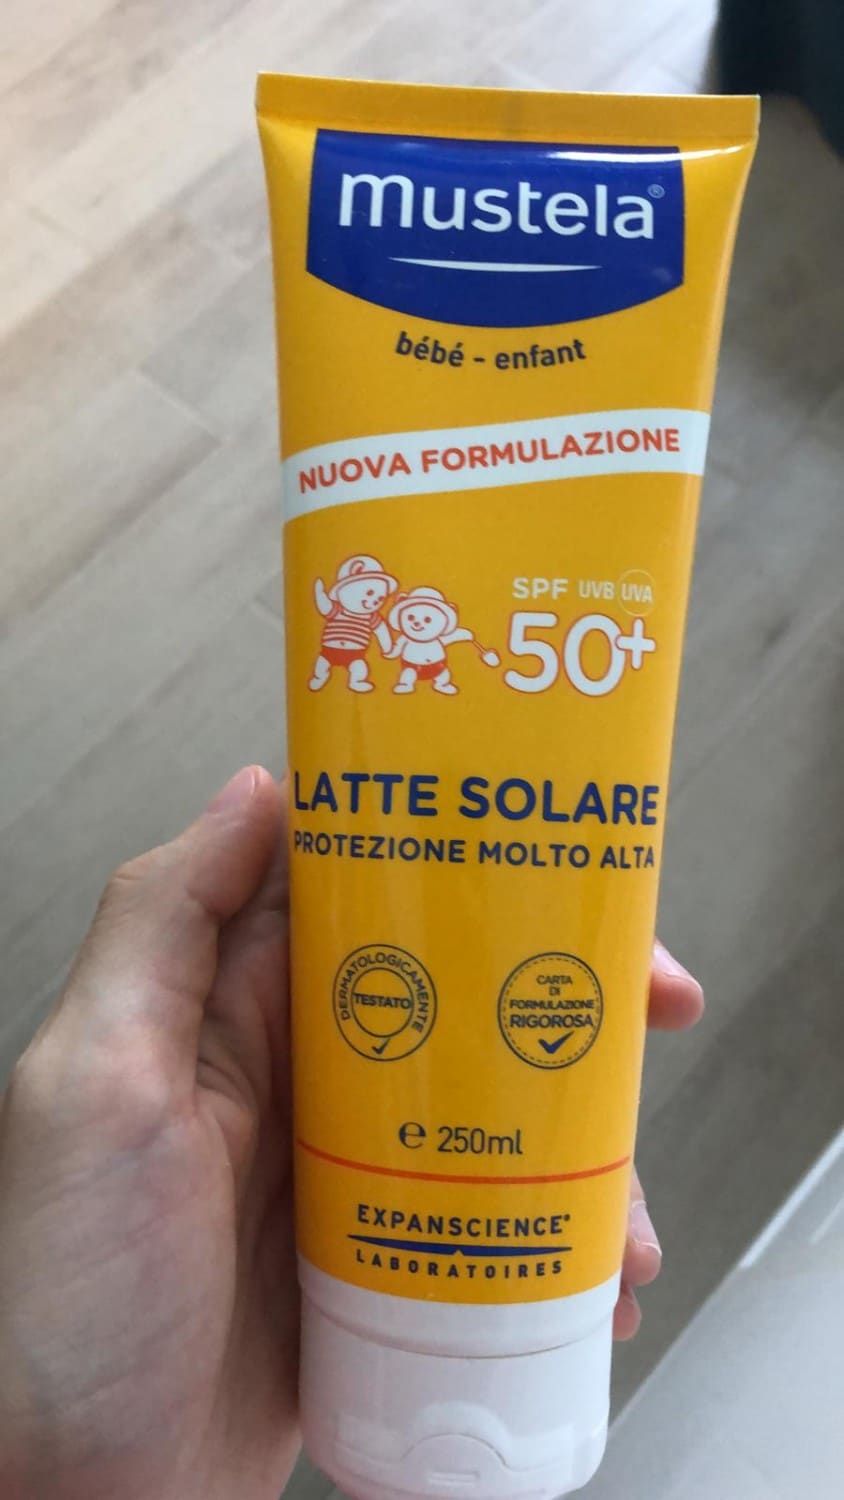 mustela®
bébé - enfant
NUOVA FORMULAZIONE
SPF UVB UVA
50+
LATTE SOLARE
PROTEZIONE MOLTO ALTA
DERMATOLOGICAMENTE
TESTATO
CARTA
DI
FORMULAZIONE
RIGOROSA
℮ 250ml
EXPANSCIENCE®
LABORATOIRES